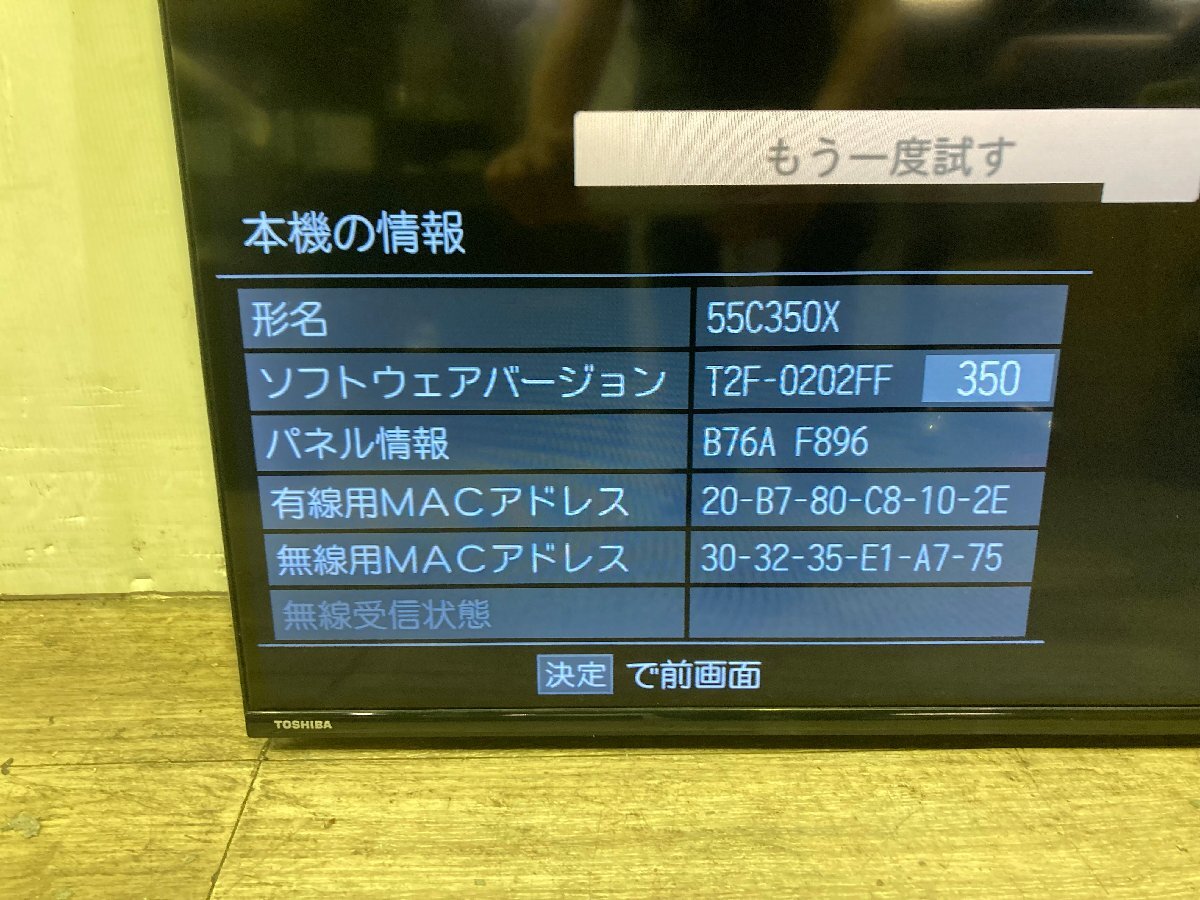 もう一度試す
本機の情報
形名 55C350X
ソフトウェアバージョン T2F-0202FF 350
パネル情報 B76A F896
有線用MACアドレス 20-B7-80-C8-10-2E
無線用MACアドレス 30-32-35-E1-A7-75
無線受信状態
決定 で前画面
TOSHIBA